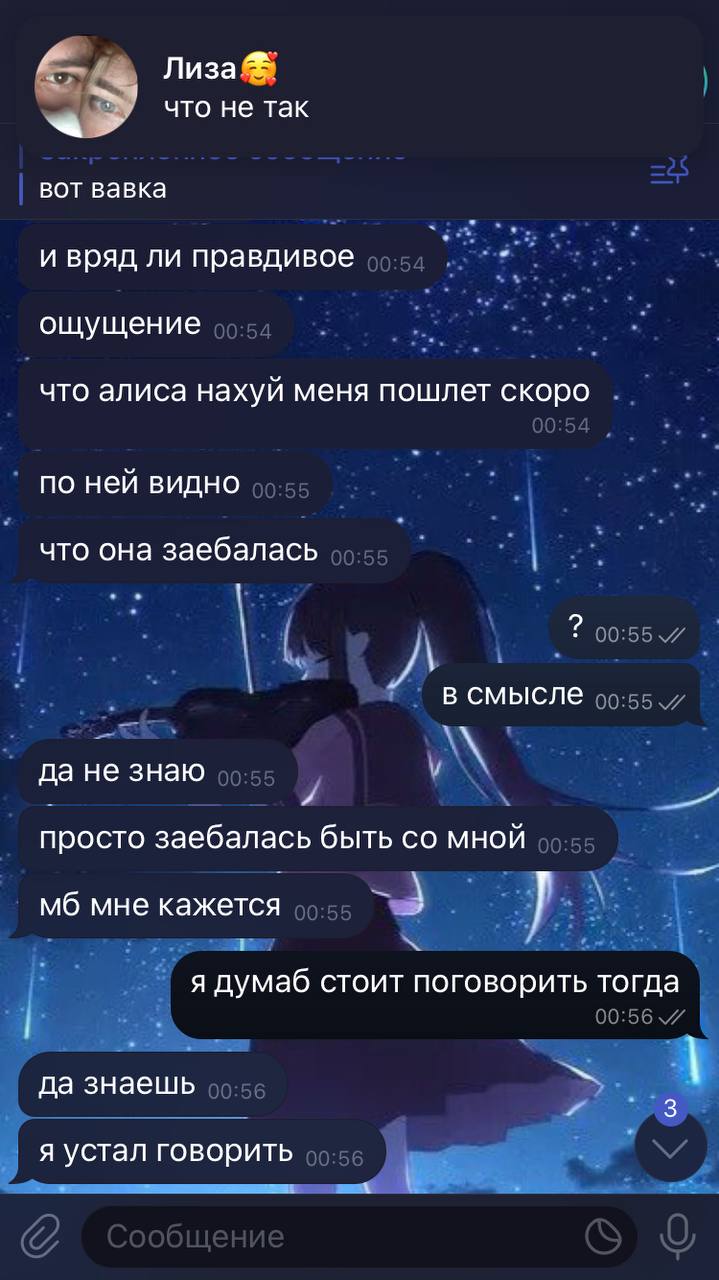 Лиза🥰
что не так
вот вавка
и вряд ли правдивое 00:54
ощущение 00:54
что алиса нахуй меня пошлет скоро
00:54
по ней видно 00:55
что она заебалась 00:55
? 00:55
в смысле 00:55
да не знаю 00:55
просто заебалась быть со мной 00:55
мб мне кажется 00:55
я думаб стоит поговорить тогда
00:56
да знаешь 00:56
3
я устал говорить 00:56
Сообщение